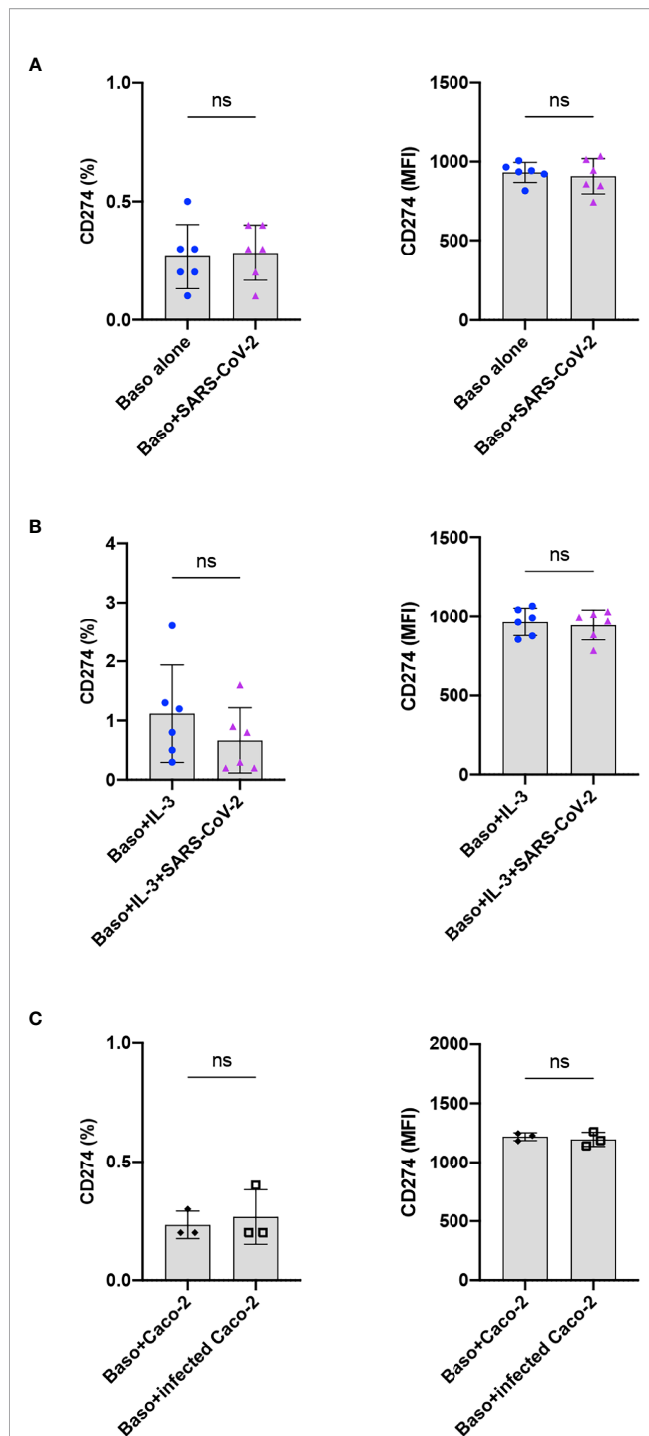 A
CD274 (%)
1.0
0.5
0.0
ns
Baso alone
Baso+SARS-CoV-2
CD274 (MFI)
1500
1000
500
0
ns
Baso alone
Baso+SARS-CoV-2
B
CD274 (%)
4
3
2
1
0
ns
Baso+IL-3
Baso+IL-3+SARS-CoV-2
CD274 (MFI)
1500
1000
500
0
ns
Baso+IL-3
Baso+IL-3+SARS-CoV-2
C
CD274 (%)
1.0
0.5
0.0
ns
Baso+Caco-2
Baso+infected Caco-2
CD274 (MFI)
2000
1500
1000
500
0
ns
Baso+Caco-2
Baso+infected Caco-2